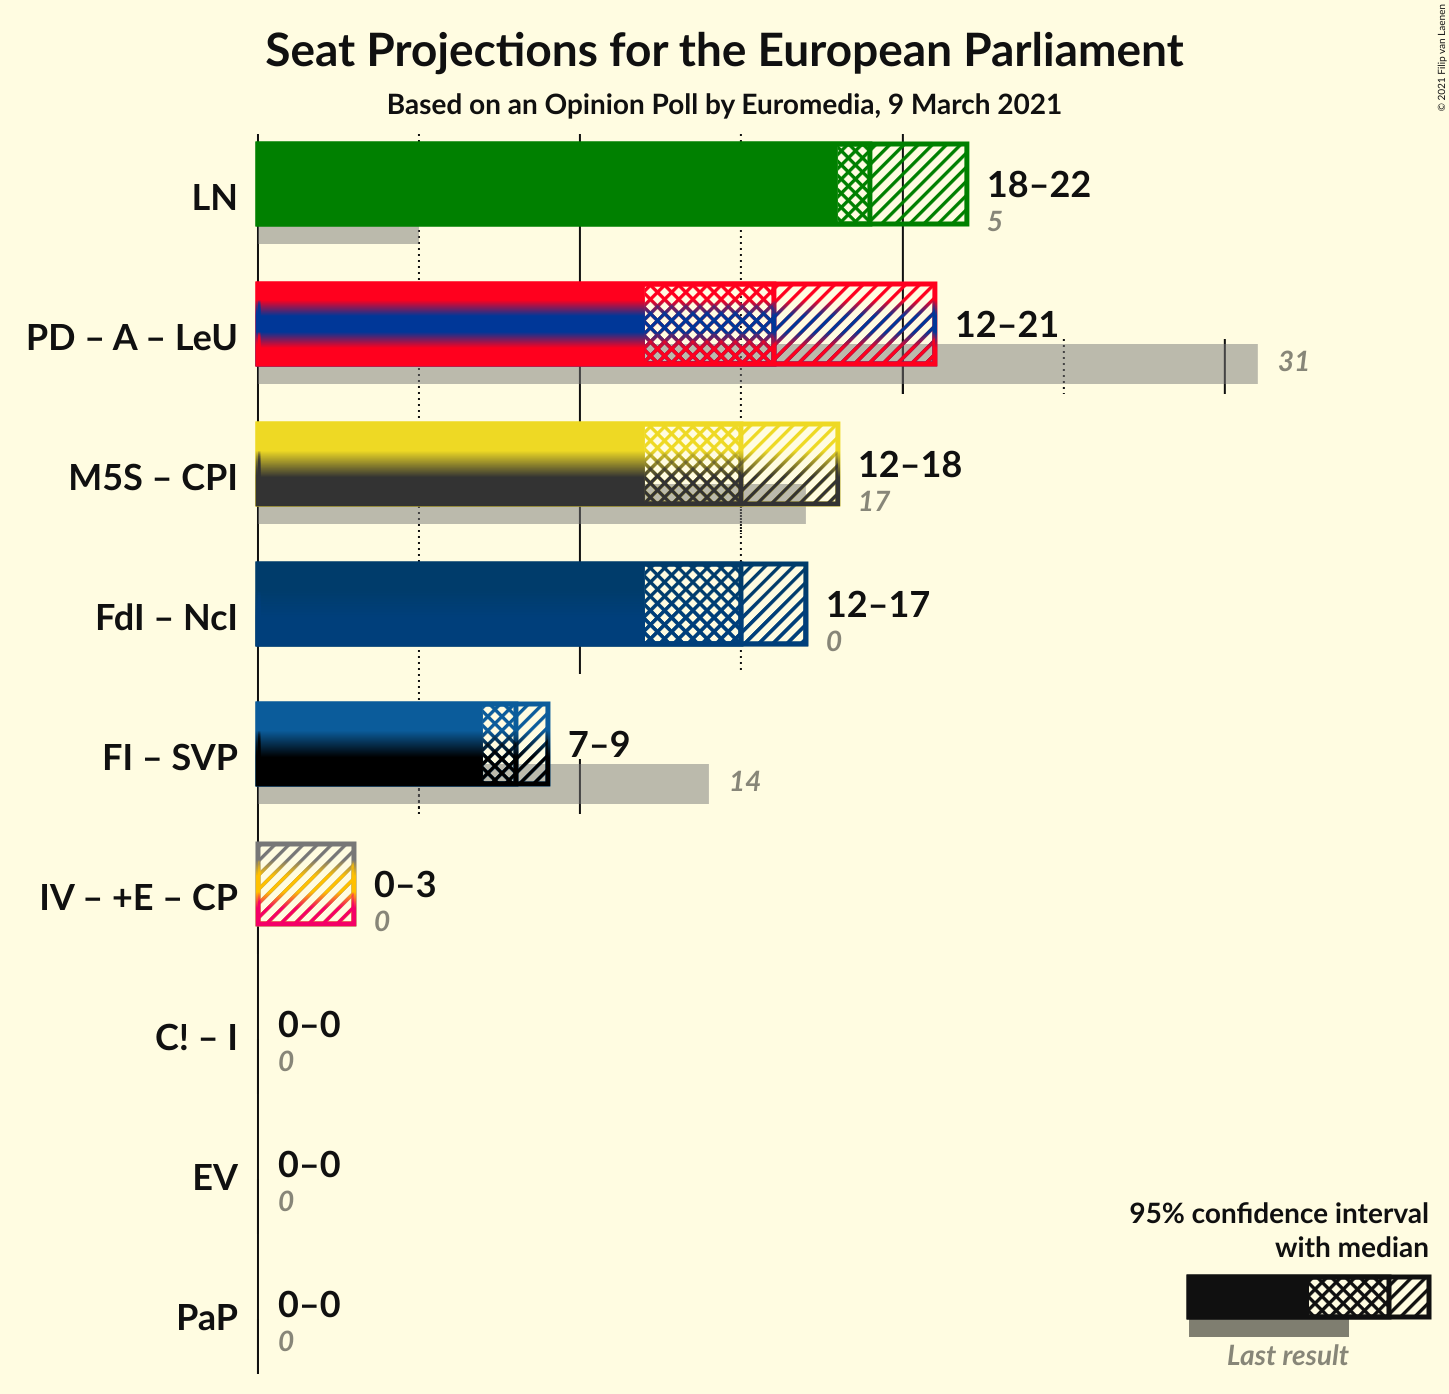 Seat Projections for the European Parliament
Based on an Opinion Poll by Euromedia, 9 March 2021
© 2021 Filip van Laenen
LN
18–22
5
PD – A – LeU
12–21
31
M5S – CPI
12–18
17
FdI – NcI
12–17
0
FI – SVP
7–9
14
IV – +E – CP
0–3
0
C! – I
0–0
0
EV
0–0
0
PaP
0–0
0
95% confidence interval
with median
Last result